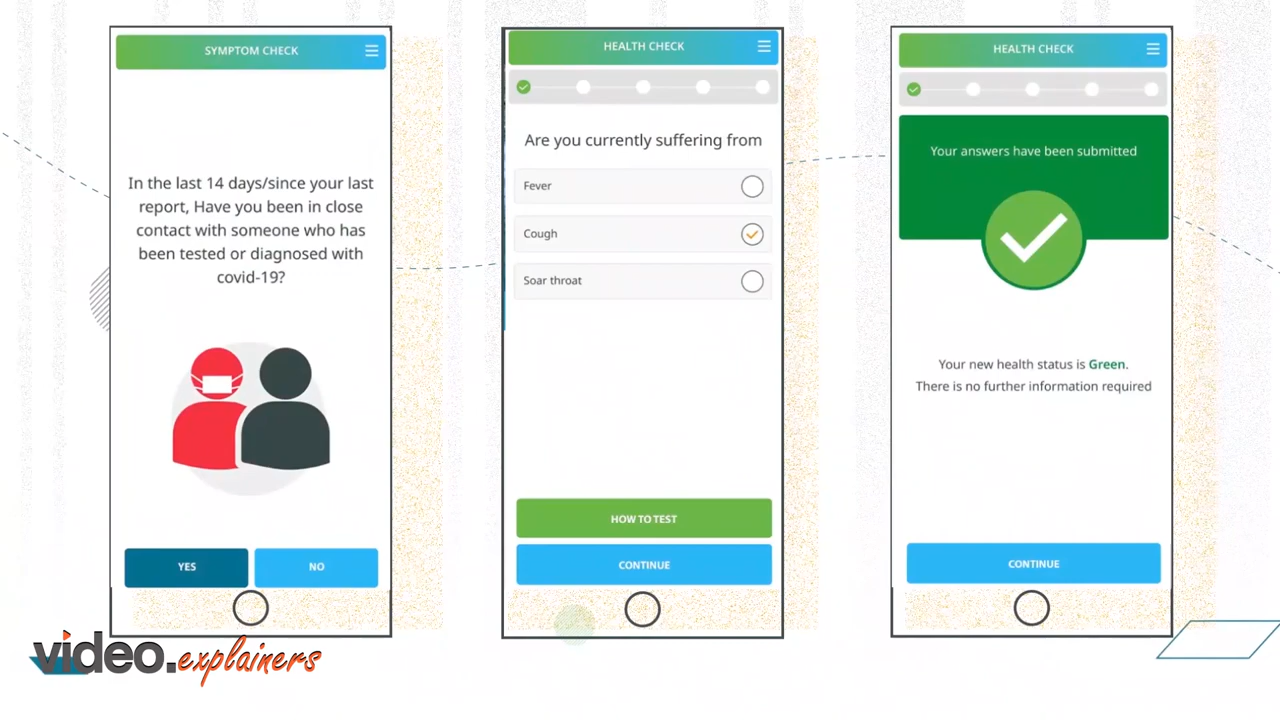 SYMPTOM CHECK
In the last 14 days/since your last
report, Have you been in close
contact with someone who has
been tested or diagnosed with
covid-19?
YES
NO
HEALTH CHECK
Are you currently suffering from
Fever
Cough
Soar throat
HOW TO TEST
CONTINUE
HEALTH CHECK
Your answers have been submitted
Your new health status is Green.
There is no further information required
CONTINUE
video.explainers